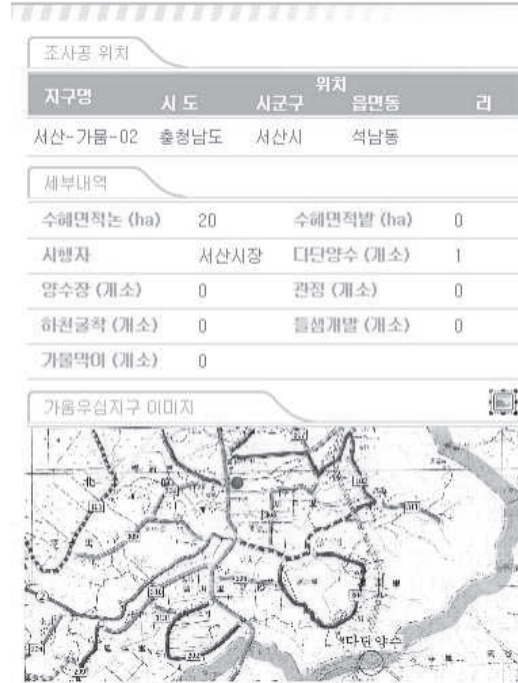 조사공 위치
위치
지구명 시 도 시군구 읍면동 리
서산-가뭄-02 충청남도 서산시 석남동
세부내역
수혜면적논 (ha) 20 수혜면적밭 (ha) 0
시행자 서산시장 다단양수 (개소) 1
양수장 (개소) 0 관정 (개소) 0
하천굴착 (개소) 0 들샘개발 (개소) 0
가물막이 (개소) 0
가뭄우심지구 이미지
다단양수